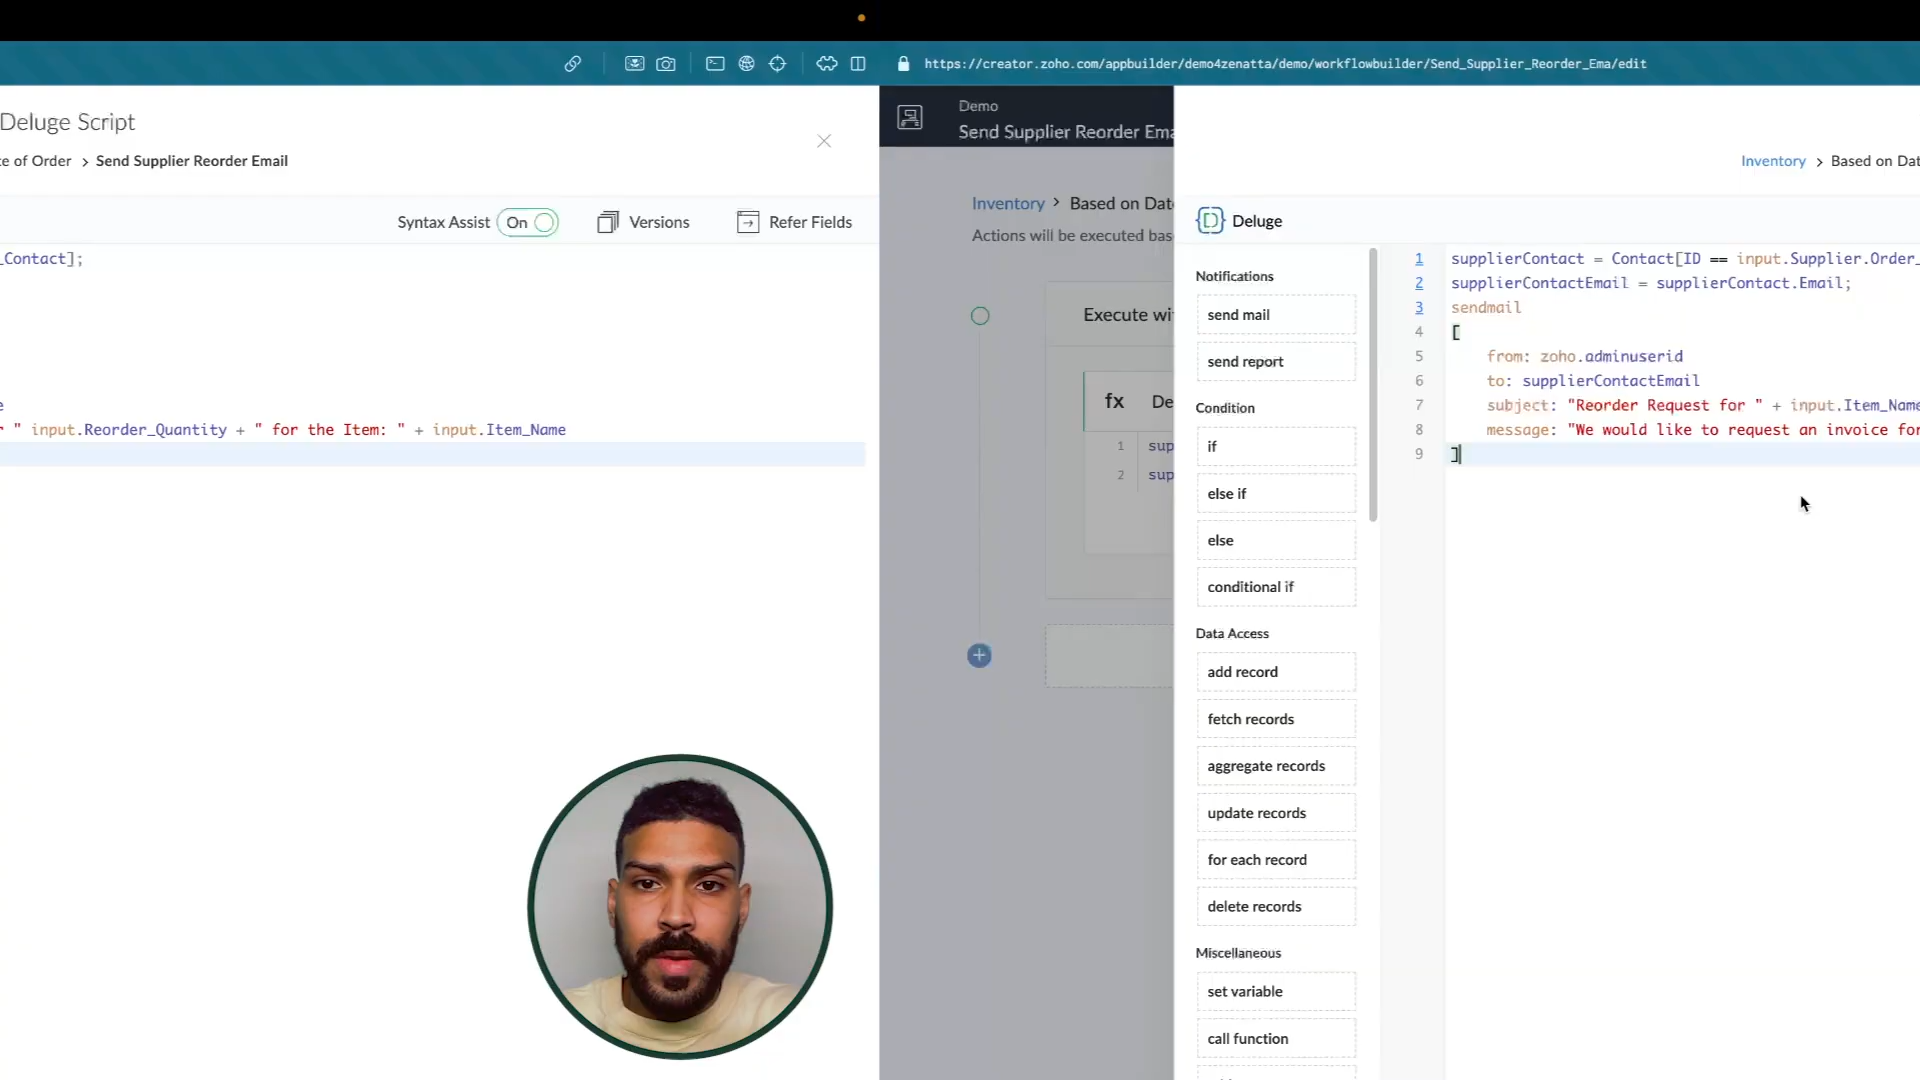 https://creator.zoho.com/appbuilder/demo4zenatta/demo/workflowbuilder/Send_Supplier_Reorder_Ema/edit
Deluge Script
te of Order > Send Supplier Reorder Email
Syntax Assist On Versions Refer Fields
_Contact];
e
r " input.Reorder_Quantity + " for the Item: " + input.Item_Name
Demo
Send Supplier Reorder Ema
Inventory > Based on Date
Actions will be executed bas
Execute wi
fx De
1 sup
2 sup
Inventory > Based on Dat
Deluge
Notifications
send mail
send report
Condition
if
else if
else
conditional if
Data Access
add record
fetch records
aggregate records
update records
for each record
delete records
Miscellaneous
set variable
call function
1 supplierContact = Contact[ID == input.Supplier.Order_
2 supplierContactEmail = supplierContact.Email;
3 sendmail
4 [
5 from: zoho.adminuserid
6 to: supplierContactEmail
7 subject: "Reorder Request for " + input.Item_Name
8 message: "We would like to request an invoice for
9 ]